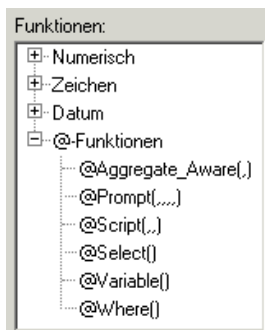 Funktionen:
Numerisch
Zeichen
Datum
@-Funktionen
@Aggregate_Aware(,)
@Prompt(,,,,)
@Script(,,)
@Select()
@Variable()
@Where()